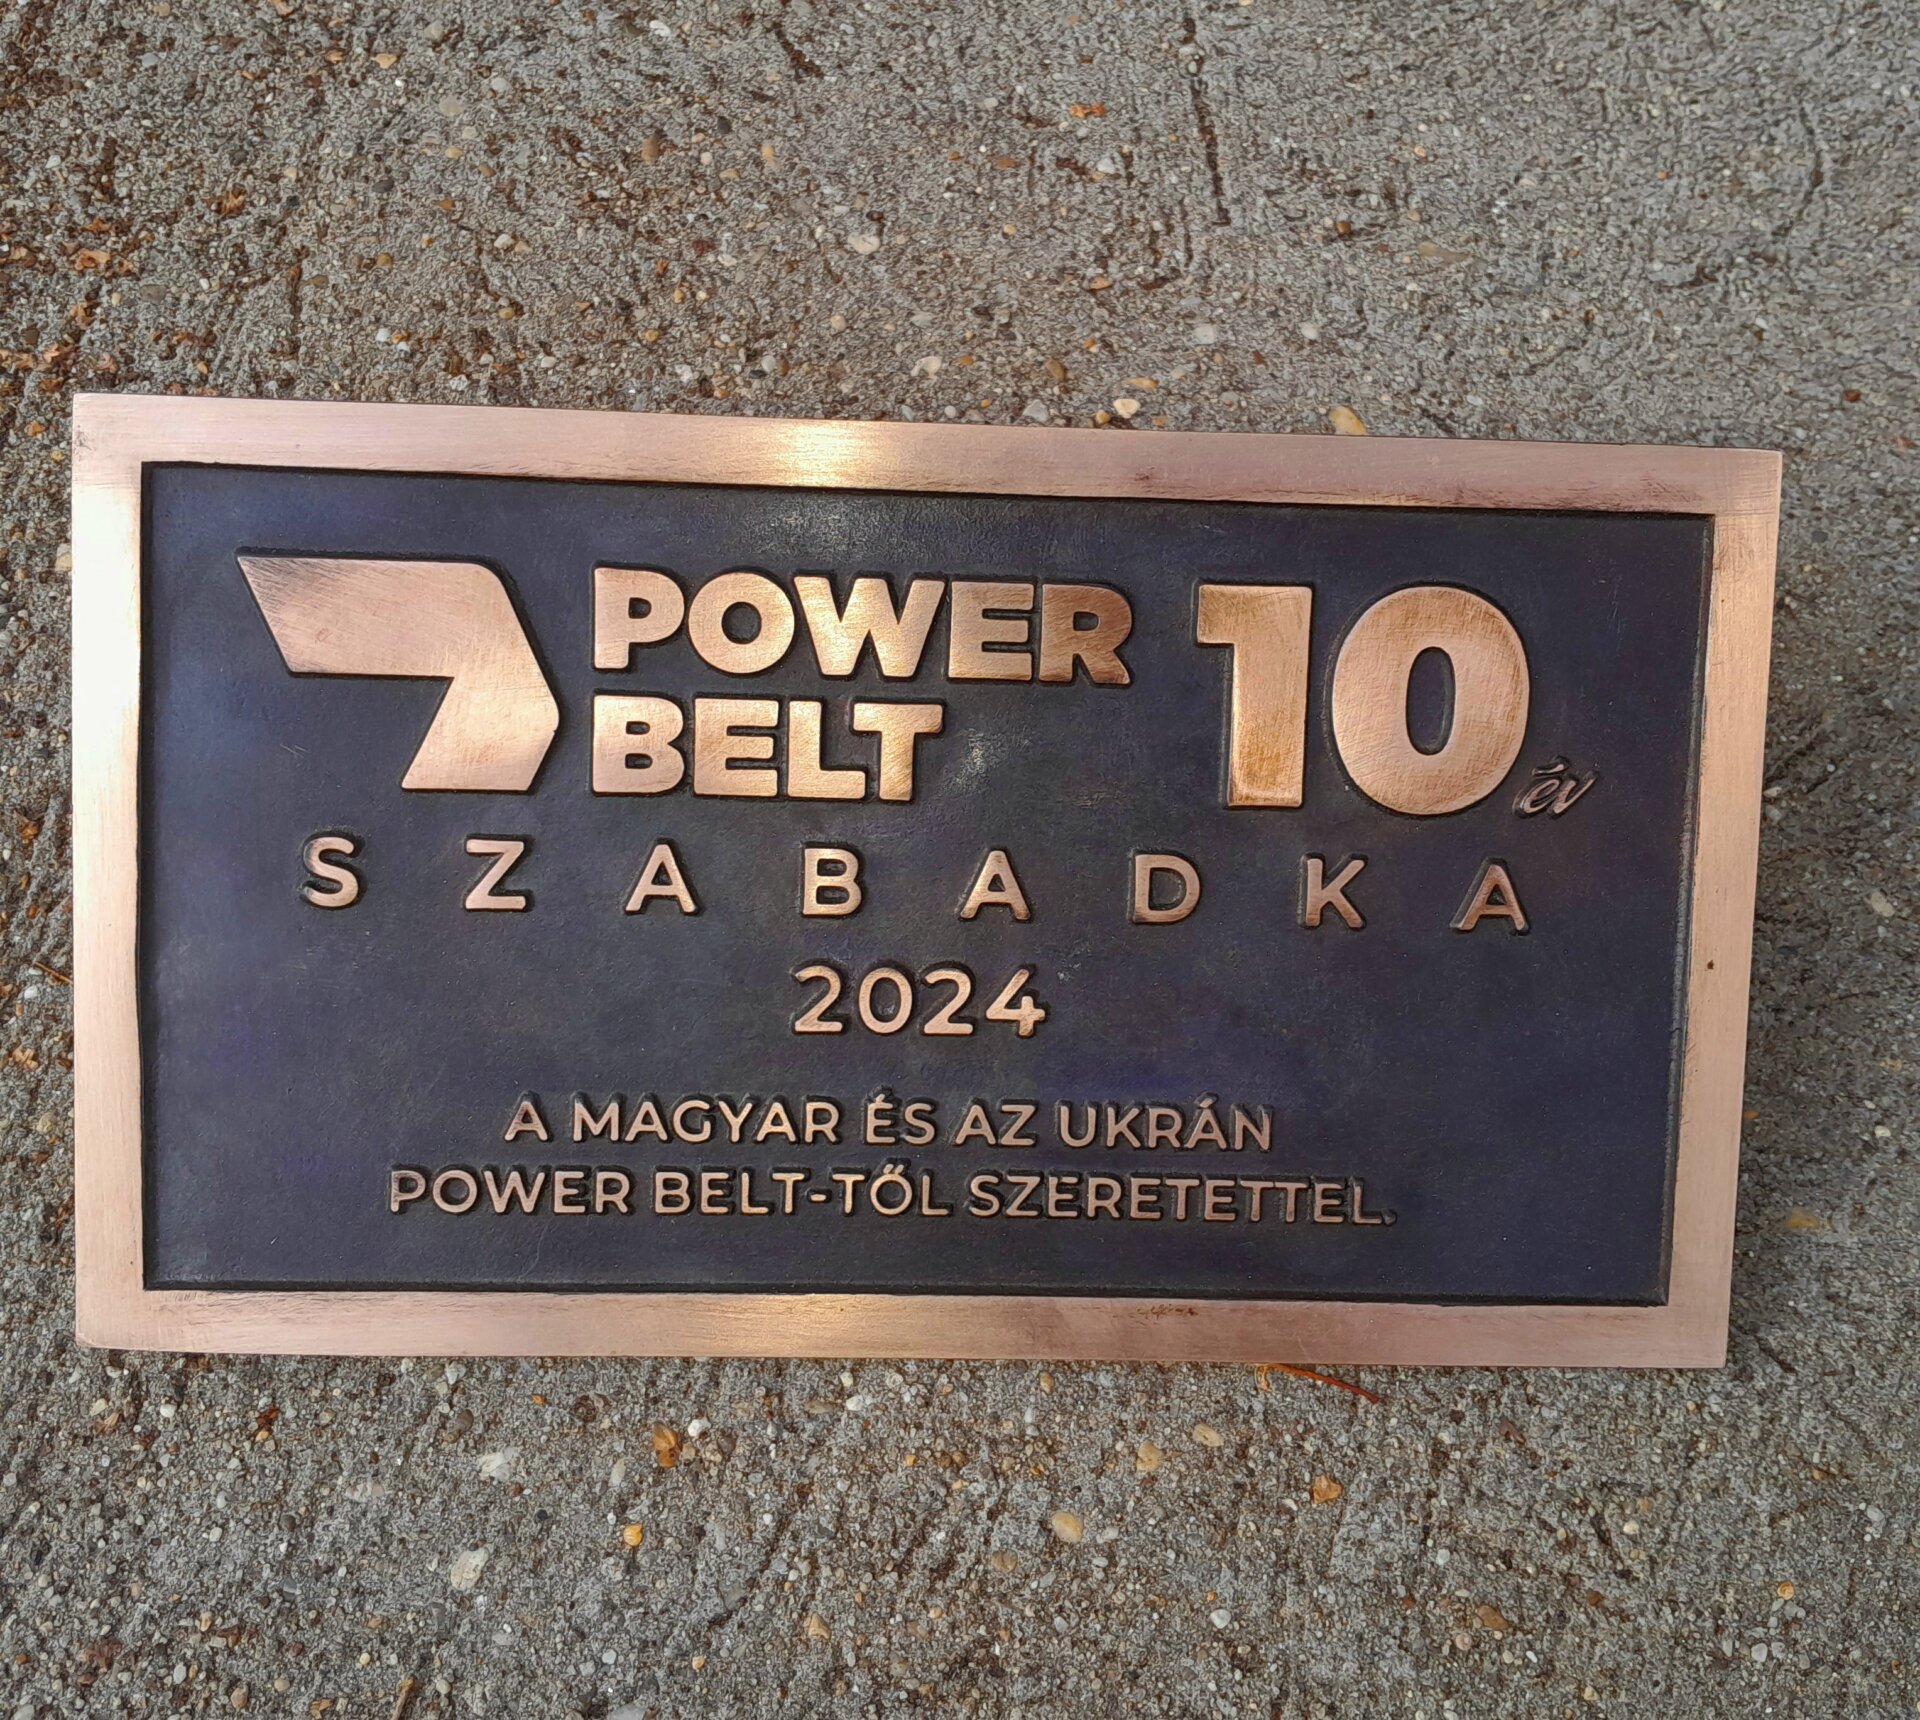 POWER
BELT
10 év
SZABADKA
2024
A MAGYAR ÉS AZ UKRÁN
POWER BELT-TŐL SZERETETTEL.